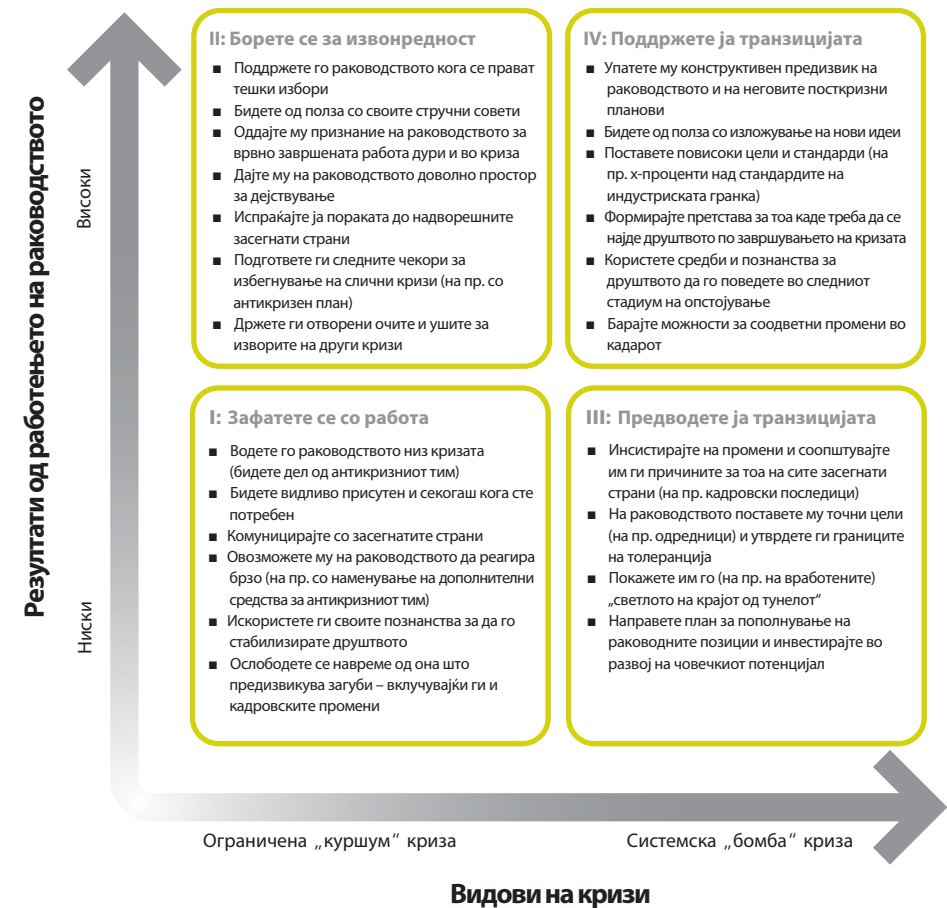 Резултати од работењето на раководството
Високи
Ниски
II: Борете се за извонредност
▪ Поддржете го раководството кога се прават
тешки избори
▪ Бидете од полза со своите стручни совети
▪ Оддајте му признание на раководството за
врвно завршената работа дури и во криза
▪ Дајте му на раководството доволно простор
за дејствување
▪ Испраќајте ја пораката до надворешните
засегнати страни
▪ Подгответе ги следните чекори за
избегнување на слични кризи (на пр. со
антикризен план)
▪ Држете ги отворени очите и ушите за
изворите на други кризи
IV: Поддржете ја транзицијата
▪ Упатете му конструктивен предизвик на
раководството и на неговите посткризни
планови
▪ Бидете од полза со изложување на нови идеи
▪ Поставете повисоки цели и стандарди (на
пр. х-проценти над стандардите на
индустриската гранка)
▪ Формирајте претстава за тоа каде треба да се
најде друштвото по завршувањето на кризата
▪ Користете средби и познанства за
друштвото да го поведете во следниот
стадиум на опстојување
▪ Барајте можности за соодветни промени во
кадарот
I: Зафатете се со работа
▪ Водете го раководството низ кризата
(бидете дел од антикризниот тим)
▪ Бидете видливо присутен и секогаш кога сте
потребен
▪ Комуницирајте со засегнатите страни
▪ Овозможете му на раководството да реагира
брзо (на пр. со наменување на дополнителни
средства за антикризниот тим)
▪ Искористете ги своите познанства за да го
стабилизирате друштвото
▪ Ослободете се навреме од она што
предизвикува загуби – вклучувајќи ги и
кадровските промени
III: Предводете ја транзицијата
▪ Инсистирајте на промени и соопштувајте
им ги причините за тоа на сите засегнати
страни (на пр. кадровски последици)
▪ На раководството поставете му точни цели
(на пр. одредници) и утврдете ги границите
на толеранција
▪ Покажете им го (на пр. на вработените)
„светлото на крајот од тунелот“
▪ Направете план за пополнување на
раководните позиции и инвестирајте во
развој на човечкиот потенцијал
Ограничена „куршум“ криза
Системска „бомба“ криза
Видови на кризи